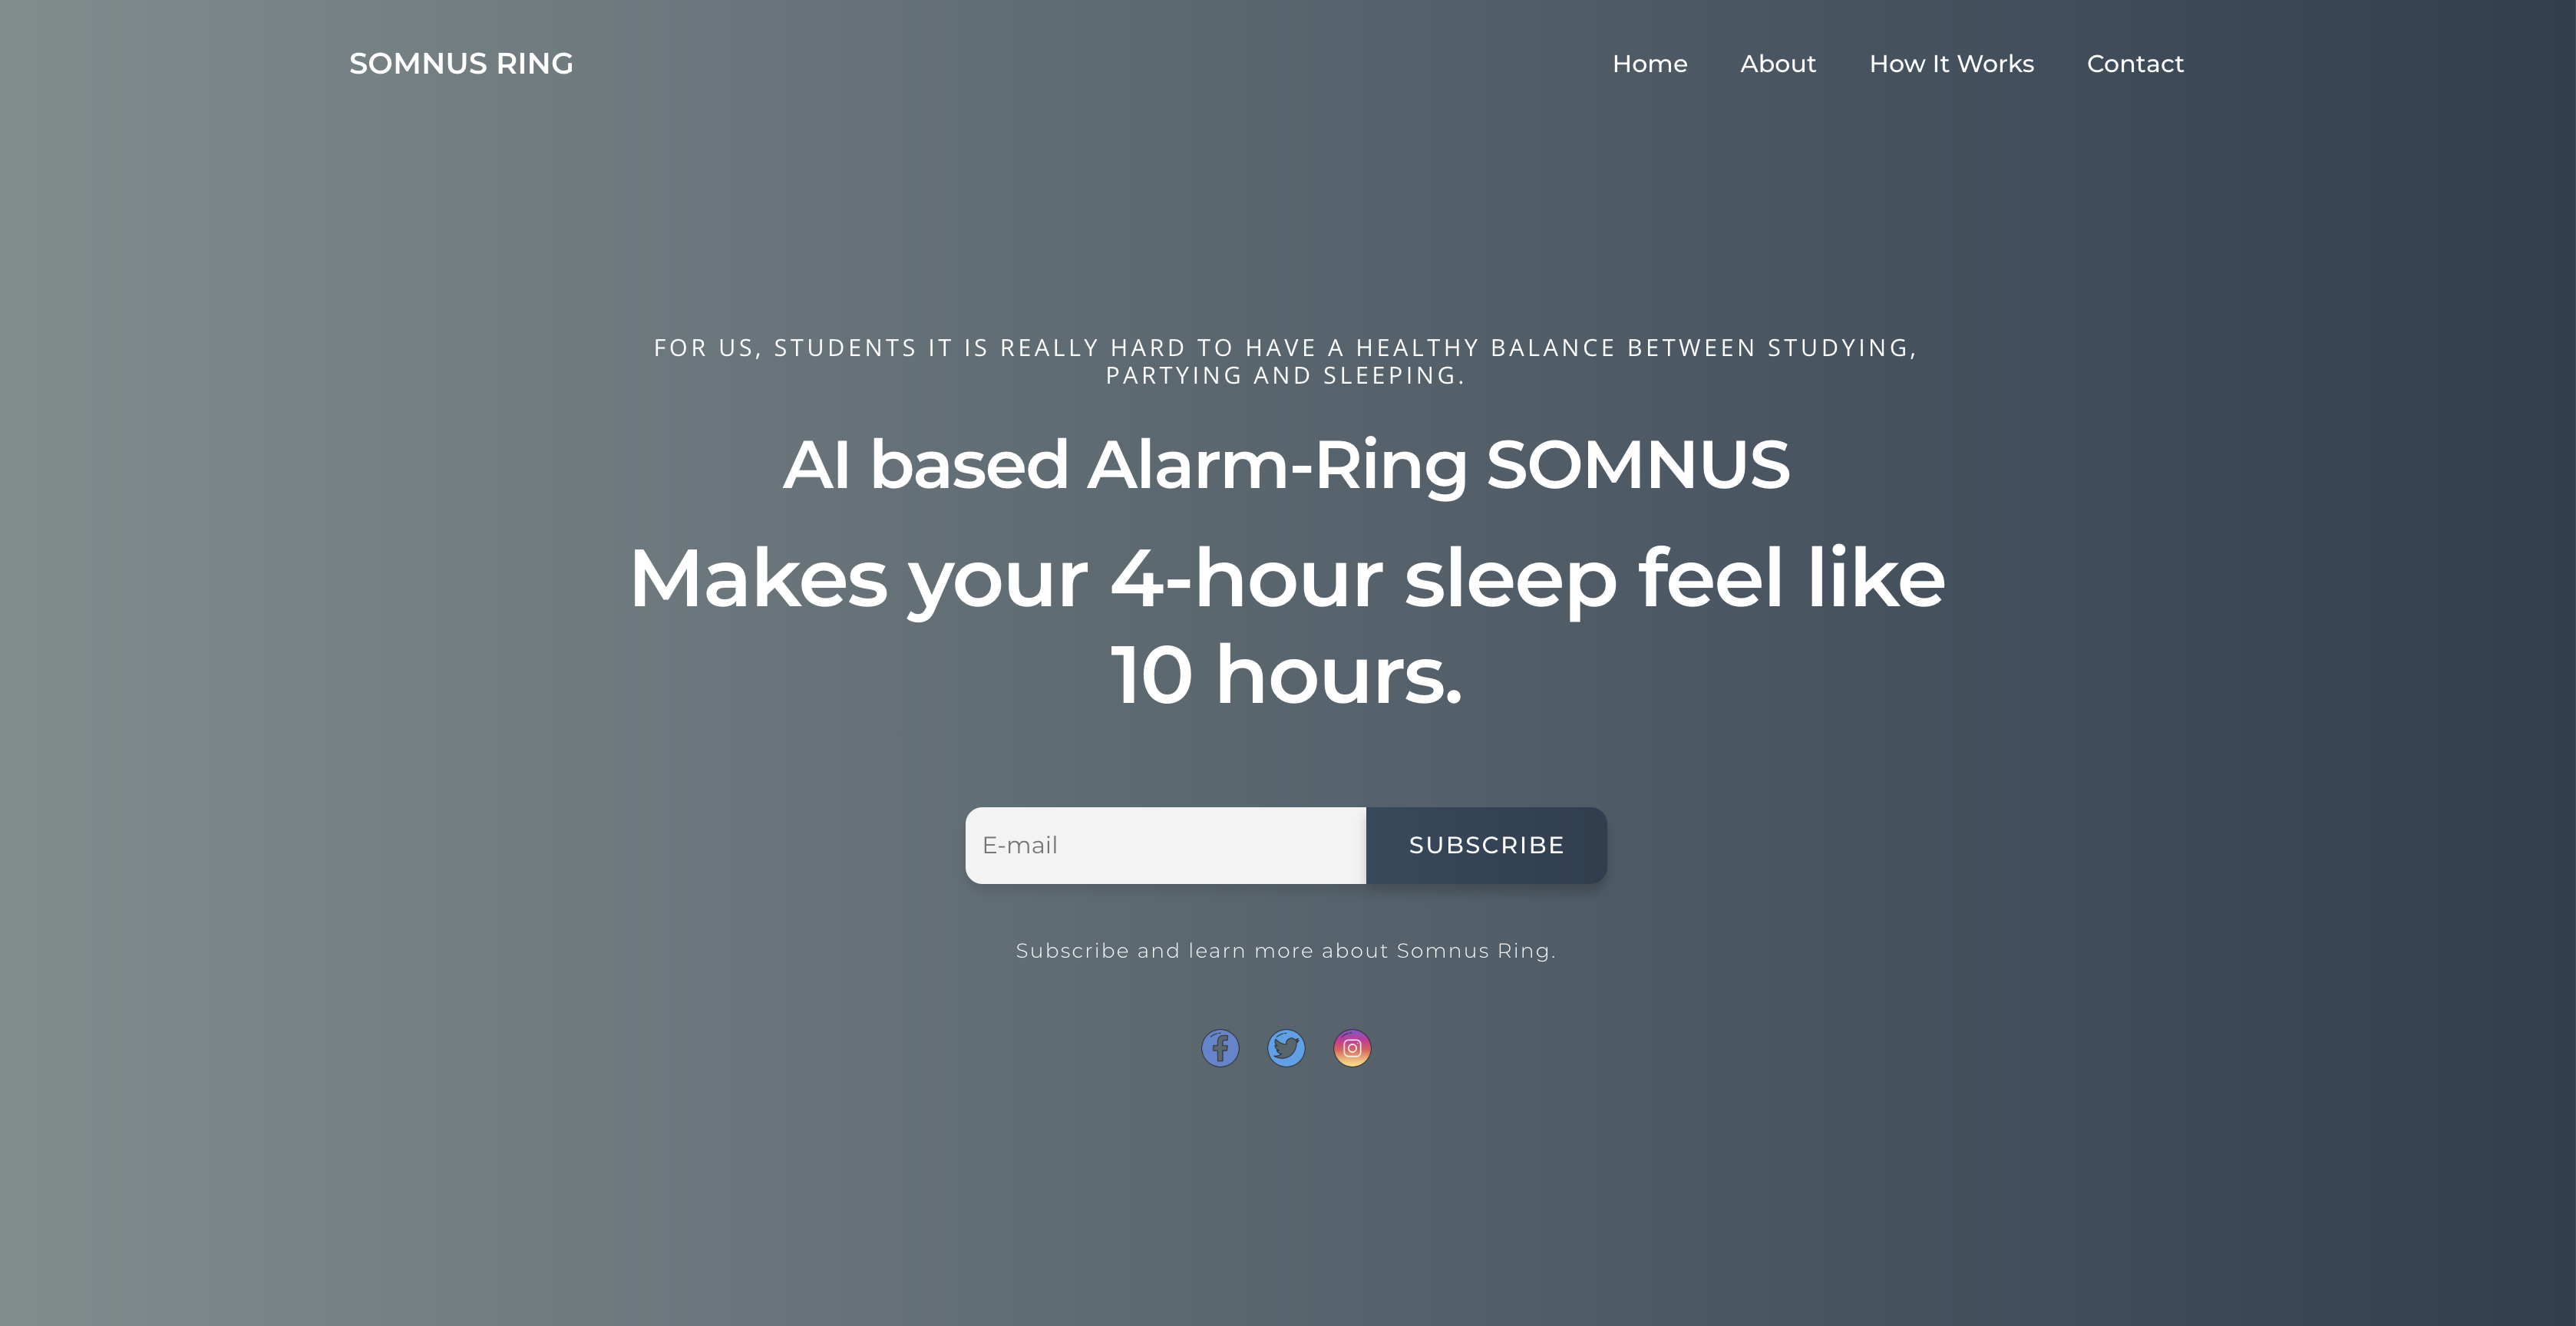 SOMNUS RING
Home
About
How It Works
Contact
FOR US, STUDENTS IT IS REALLY HARD TO HAVE A HEALTHY BALANCE BETWEEN STUDYING,
PARTYING AND SLEEPING.
AI based Alarm-Ring SOMNUS
Makes your 4-hour sleep feel like
10 hours.
E-mail
SUBSCRIBE
Subscribe and learn more about Somnus Ring.